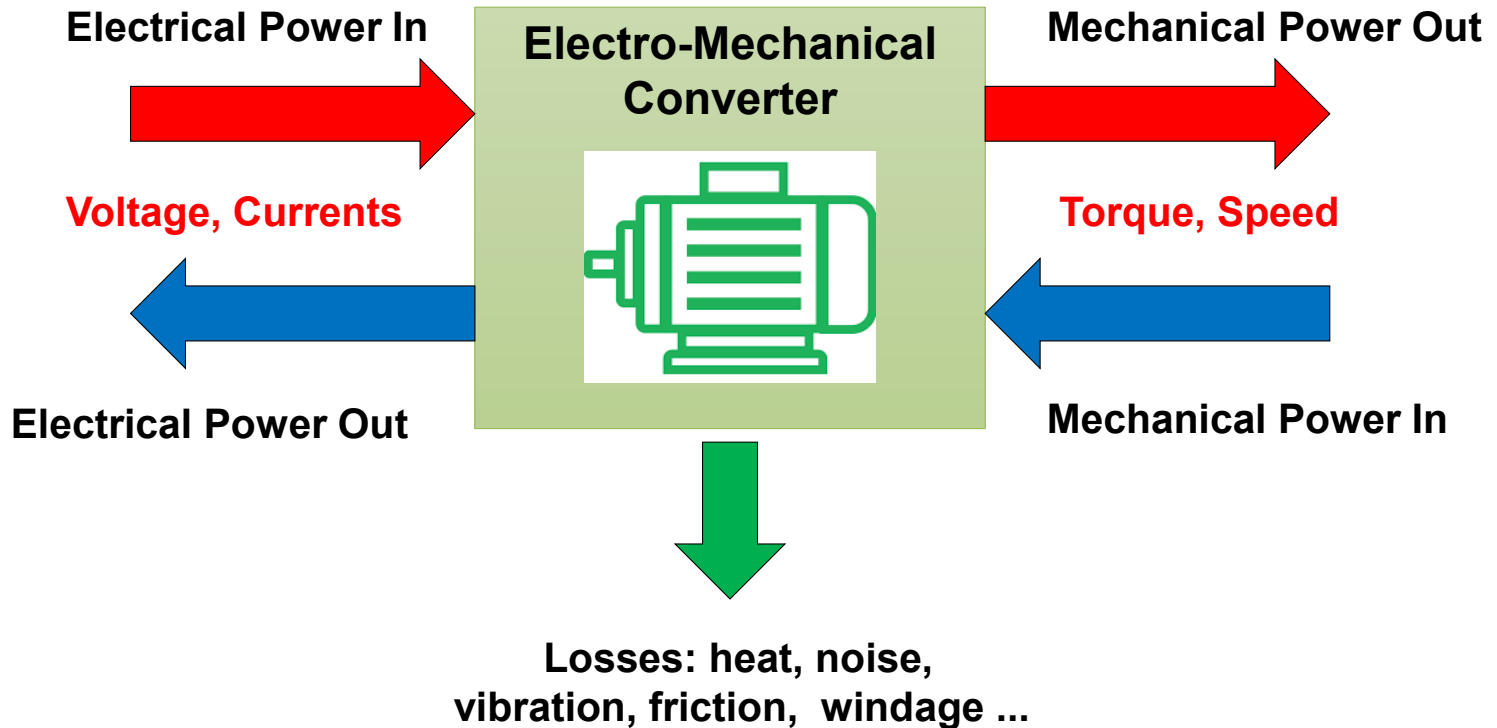 Electrical Power In
Electro-Mechanical
Converter
Mechanical Power Out
Voltage, Currents
Torque, Speed
Electrical Power Out
Mechanical Power In
Losses: heat, noise,
vibration, friction, windage ...